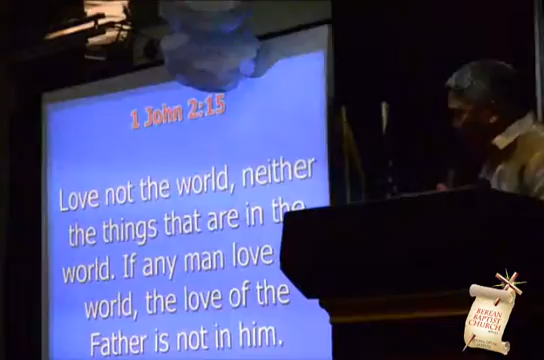 1 John 2:15
Love not the world, neither
the things that are in the
world. If any man love
world, the love of the
Father is not in him.
BEREAN
BAPTIST
CHURCH